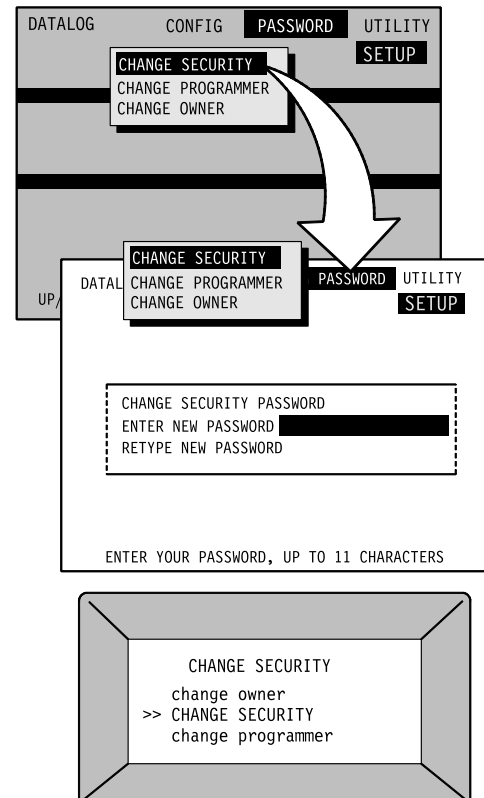 DATALOG CONFIG PASSWORD UTILITY
SETUP
CHANGE SECURITY
CHANGE PROGRAMMER
CHANGE OWNER
UP/
DATAL PASSWORD UTILITY
SETUP
CHANGE SECURITY
CHANGE PROGRAMMER
CHANGE OWNER
CHANGE SECURITY PASSWORD
ENTER NEW PASSWORD
RETYPE NEW PASSWORD
ENTER YOUR PASSWORD, UP TO 11 CHARACTERS
CHANGE SECURITY
change owner
>> CHANGE SECURITY
change programmer